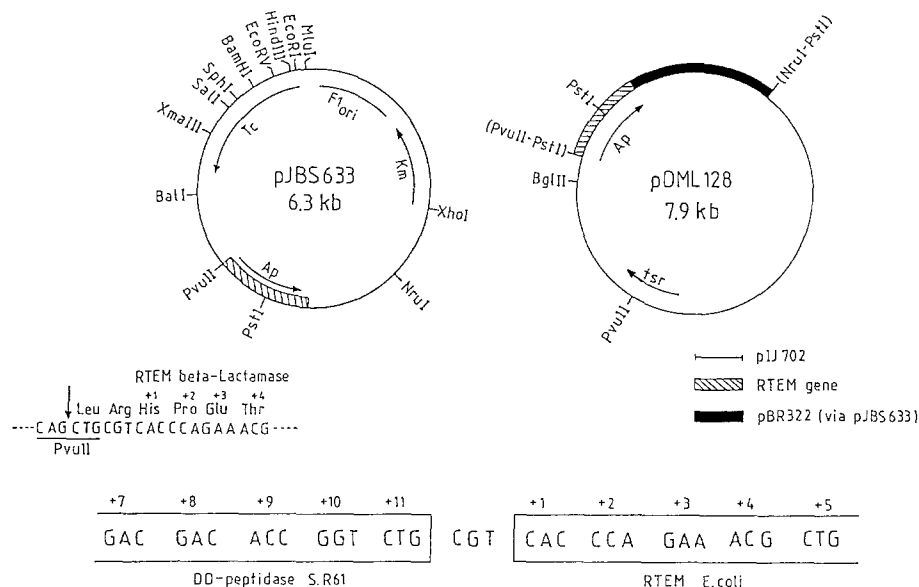 MluI
EcoRI
HindIII
EcoRV
BamHI
SphI
SalI
XmaIII
BalI
PvuII
PstI
NruI
XhoI
F1 ori
Tc
Km
Ap
pJBS633
6.3 kb
(NruI-PstI)
PstI
(PvuII-PstI)
BglII
PvuII
Ap
tsr
pDML128
7.9 kb
pIJ702
RTEM gene
pBR322 (via pJBS633)
RTEM beta-Lactamase
+1 +2 +3 +4
Leu Arg His Pro Glu Thr
----CAGCTGCGTCACCCAGAAACG----
PvuII
+7 +8 +9 +10 +11 +1 +2 +3 +4 +5
GAC GAC ACC GGT CTG CGT CAC CCA GAA ACG CTG
DD-peptidase S.R61 RTEM E.coli